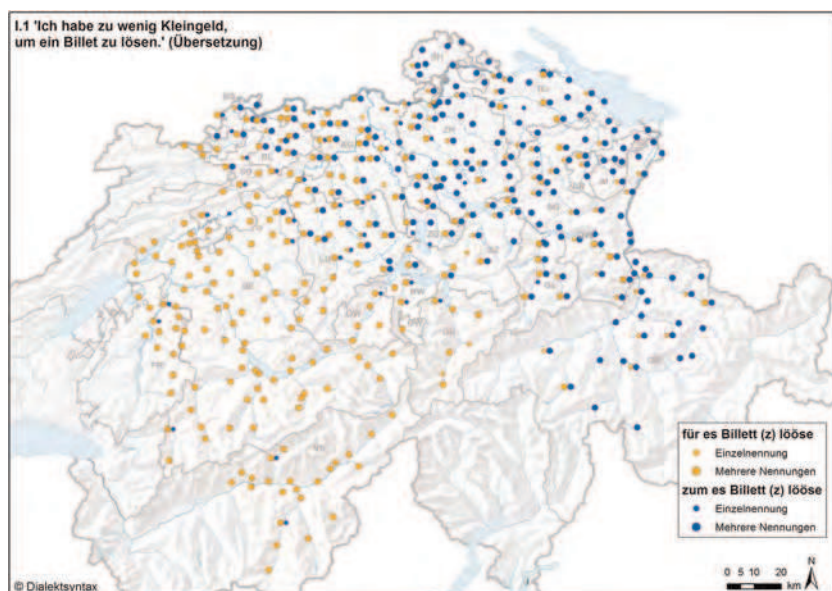 I.1 'Ich habe zu wenig Kleingeld,
um ein Billet zu lösen.' (Übersetzung)
für es Billett (z) lööse
Einzelnennung
Mehrere Nennungen
zum es Billett (z) lööse
Einzelnennung
Mehrere Nennungen
N
0 5 10 20
km
© Dialektsyntax